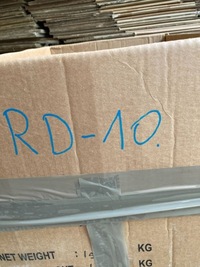 RD-10.
KG
NET WEIGHT :
KG